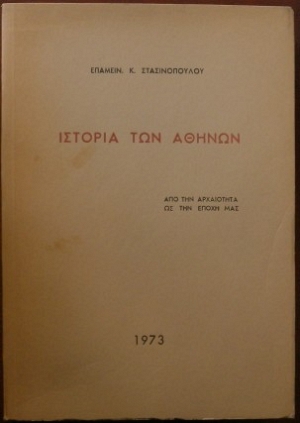 ΕΠΑΜΕΙΝ. Κ. ΣΤΑΣΙΝΟΠΟΥΛΟΥ
ΙΣΤΟΡΙΑ ΤΩΝ ΑΘΗΝΩΝ
ΑΠΟ ΤΗΝ ΑΡΧΑΙΟΤΗΤΑ
ΩΣ ΤΗΝ ΕΠΟΧΗ ΜΑΣ
1973